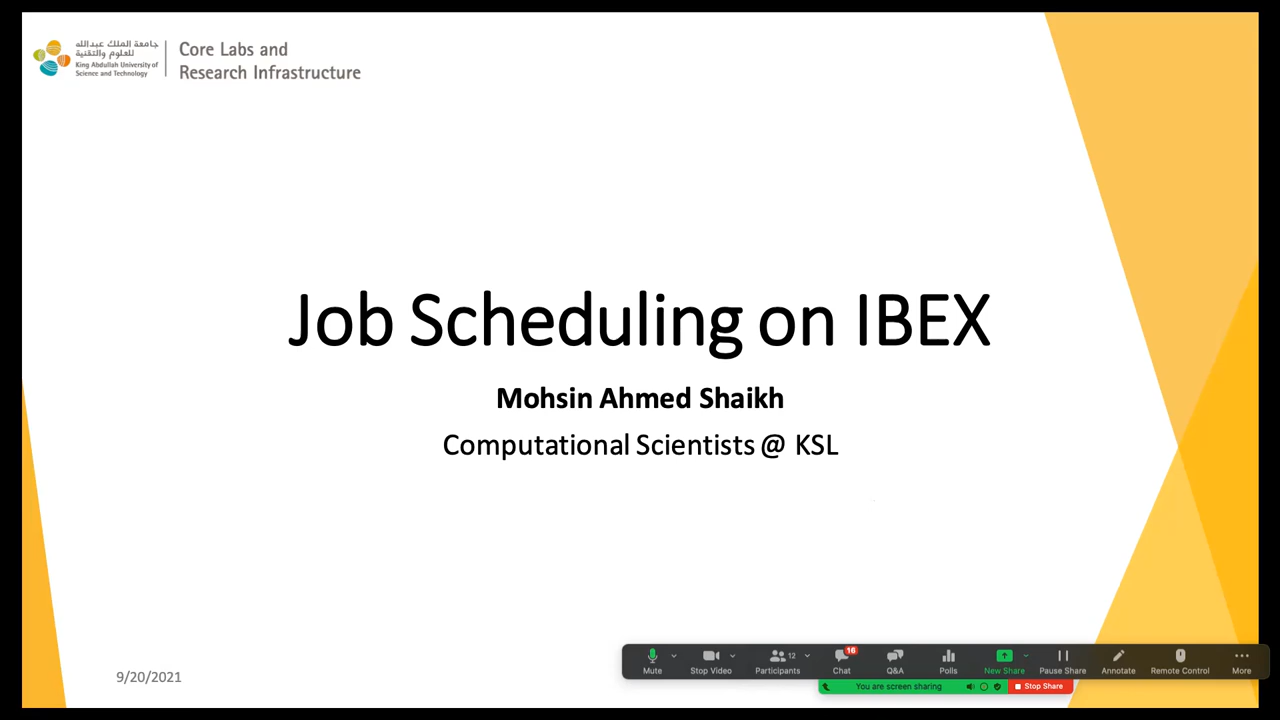 جامعة الملك عبدالله
للعلوم والتقنية
King Abdullah University of
Science and Technology
Core Labs and
Research Infrastructure
Job Scheduling on IBEX
Mohsin Ahmed Shaikh
Computational Scientists @ KSL
9/20/2021
Mute
Stop Video
12
Participants
16
Chat
Q&A
Polls
New Share
Pause Share
Annotate
Remote Control
More
You are screen sharing
Stop Share